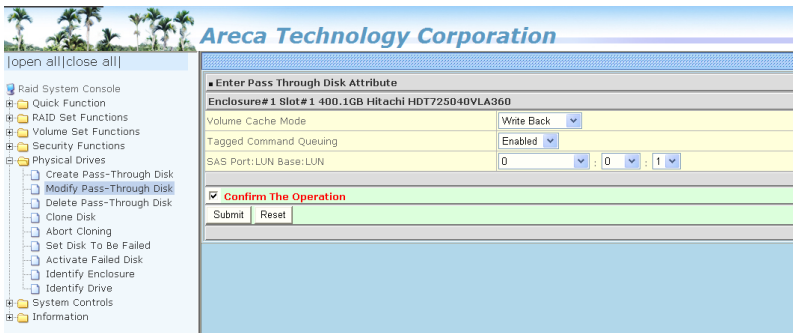 Areca Technology Corporation
|open all|close all|
Raid System Console
Quick Function
RAID Set Functions
Volume Set Functions
Security Functions
Physical Drives
Create Pass-Through Disk
Modify Pass-Through Disk
Delete Pass-Through Disk
Clone Disk
Abort Cloning
Set Disk To Be Failed
Activate Failed Disk
Identify Enclosure
Identify Drive
System Controls
Information
Enter Pass Through Disk Attribute
Enclosure#1 Slot#1 400.1GB Hitachi HDT725040VLA360
Volume Cache Mode Write Back
Tagged Command Queuing Enabled
SAS Port:LUN Base:LUN 0 : 0 : 1
Confirm The Operation
Submit Reset